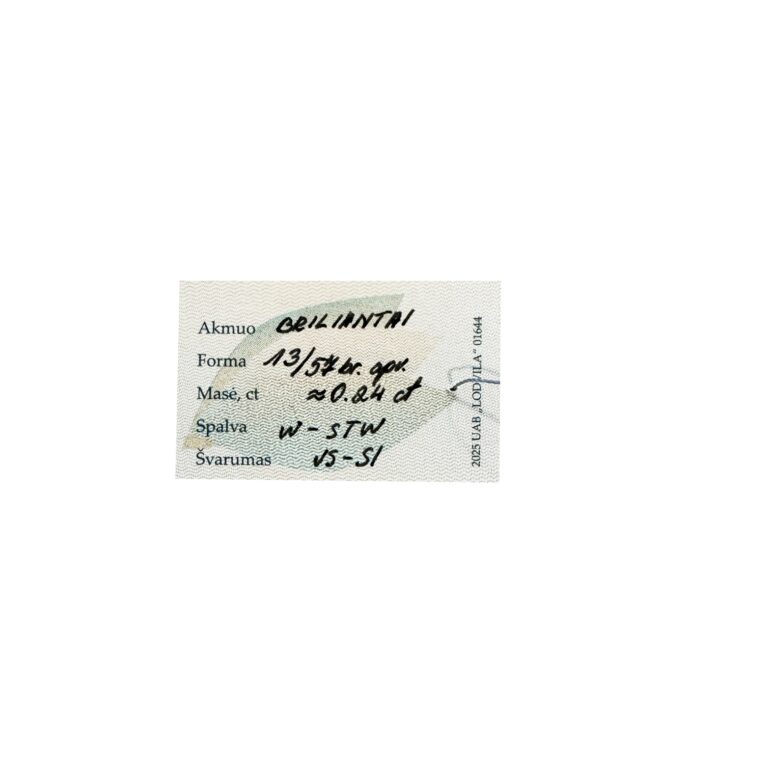 Akmuo BRILIANTAI
Forma 13/57 br. apv.
Masė, ct ≈0.24 ct
Spalva W-STW
Švarumas VS-SI
2025 UAB „LODVILA“ 01644